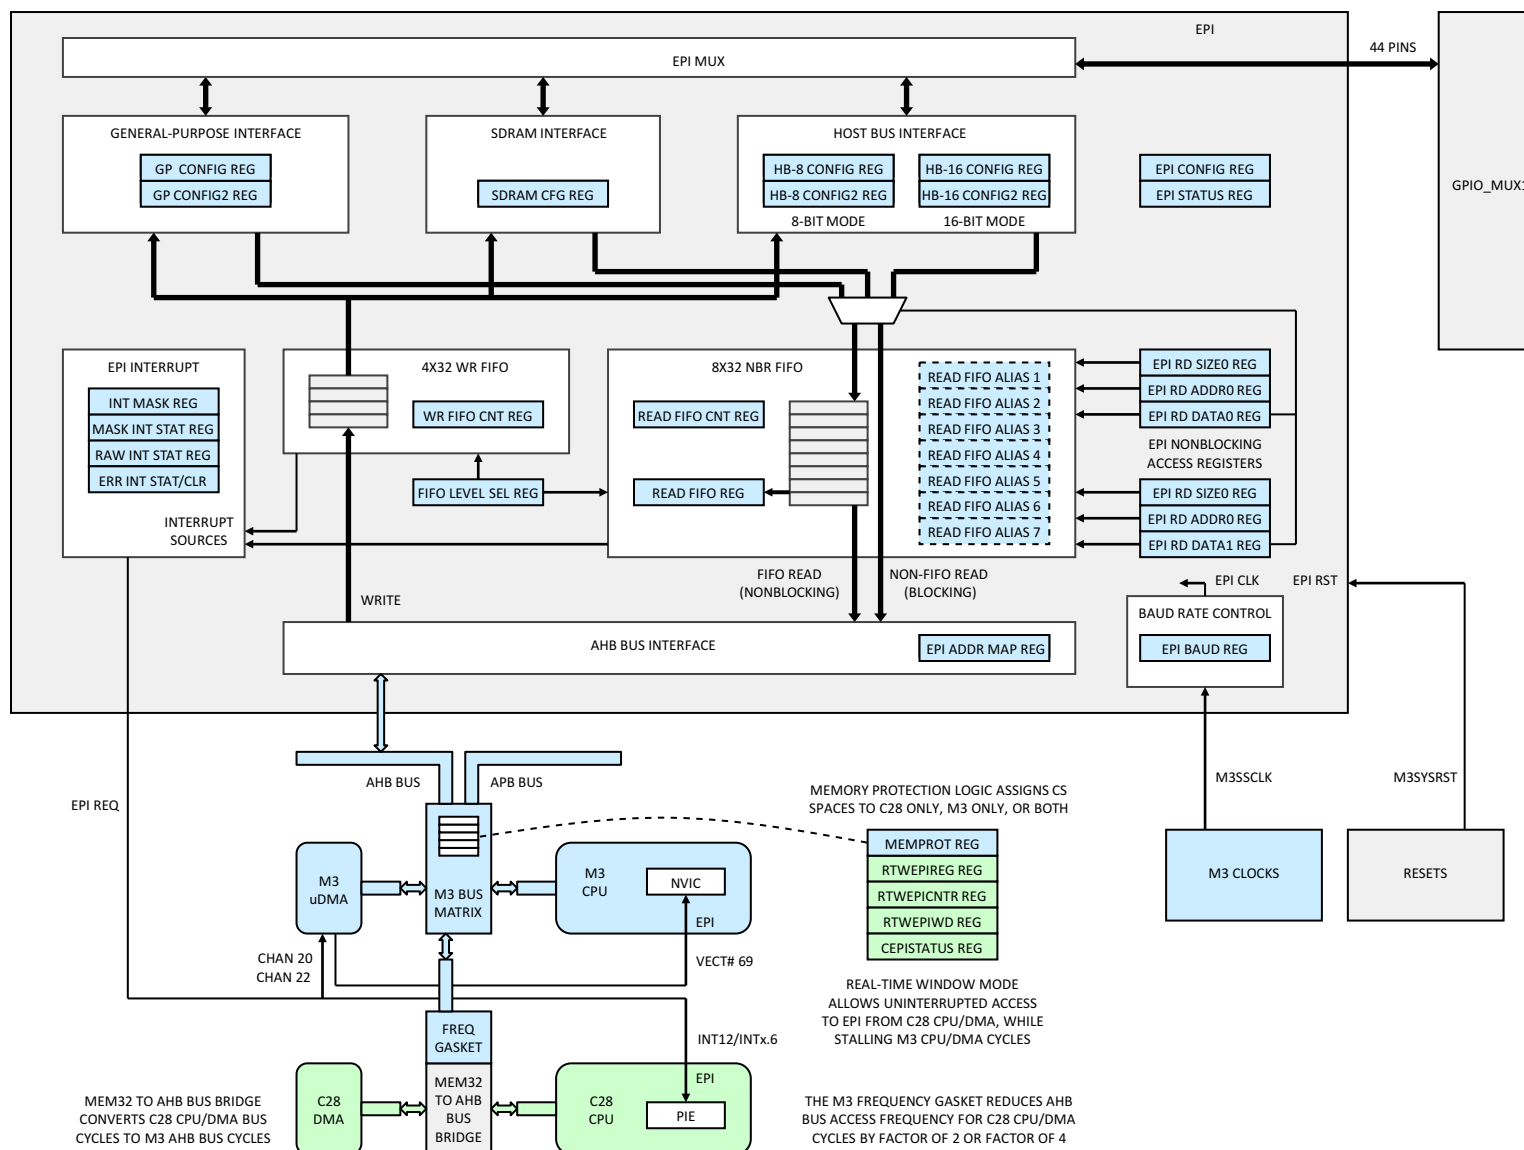 EPI
44 PINS
EPI MUX
GENERAL-PURPOSE INTERFACE
GP CONFIG REG
GP CONFIG2 REG
SDRAM INTERFACE
SDRAM CFG REG
HOST BUS INTERFACE
HB-8 CONFIG REG
HB-8 CONFIG2 REG
8-BIT MODE
HB-16 CONFIG REG
HB-16 CONFIG2 REG
16-BIT MODE
EPI CONFIG REG
EPI STATUS REG
GPIO_MUX1
EPI INTERRUPT
INT MASK REG
MASK INT STAT REG
RAW INT STAT REG
ERR INT STAT/CLR
INTERRUPT
SOURCES
4X32 WR FIFO
WR FIFO CNT REG
FIFO LEVEL SEL REG
8X32 NBR FIFO
READ FIFO CNT REG
READ FIFO REG
READ FIFO ALIAS 1
READ FIFO ALIAS 2
READ FIFO ALIAS 3
READ FIFO ALIAS 4
READ FIFO ALIAS 5
READ FIFO ALIAS 6
READ FIFO ALIAS 7
EPI RD SIZE0 REG
EPI RD ADDR0 REG
EPI RD DATA0 REG
EPI NONBLOCKING
ACCESS REGISTERS
EPI RD SIZE0 REG
EPI RD ADDR0 REG
EPI RD DATA1 REG
WRITE
FIFO READ
(NONBLOCKING)
NON-FIFO READ
(BLOCKING)
EPI CLK
EPI RST
BAUD RATE CONTROL
EPI BAUD REG
AHB BUS INTERFACE
EPI ADDR MAP REG
AHB BUS
APB BUS
EPI REQ
M3SSCLK
M3SYSRST
MEMORY PROTECTION LOGIC ASSIGNS CS
SPACES TO C28 ONLY, M3 ONLY, OR BOTH
MEMPROT REG
RTWEPIREG REG
RTWEPICNTR REG
RTWEPIWD REG
CEPISTATUS REG
M3 CLOCKS
RESETS
M3
uDMA
M3 BUS
MATRIX
M3
CPU
NVIC
EPI
CHAN 20
CHAN 22
VECT# 69
REAL-TIME WINDOW MODE
ALLOWS UNINTERRUPTED ACCESS
TO EPI FROM C28 CPU/DMA, WHILE
STALLING M3 CPU/DMA CYCLES
FREQ
GASKET
INT12/INTx.6
MEM32
TO AHB
BUS
BRIDGE
C28
DMA
C28
CPU
EPI
PIE
MEM32 TO AHB BUS BRIDGE
CONVERTS C28 CPU/DMA BUS
CYCLES TO M3 AHB BUS CYCLES
THE M3 FREQUENCY GASKET REDUCES AHB
BUS ACCESS FREQUENCY FOR C28 CPU/DMA
CYCLES BY FACTOR OF 2 OR FACTOR OF 4